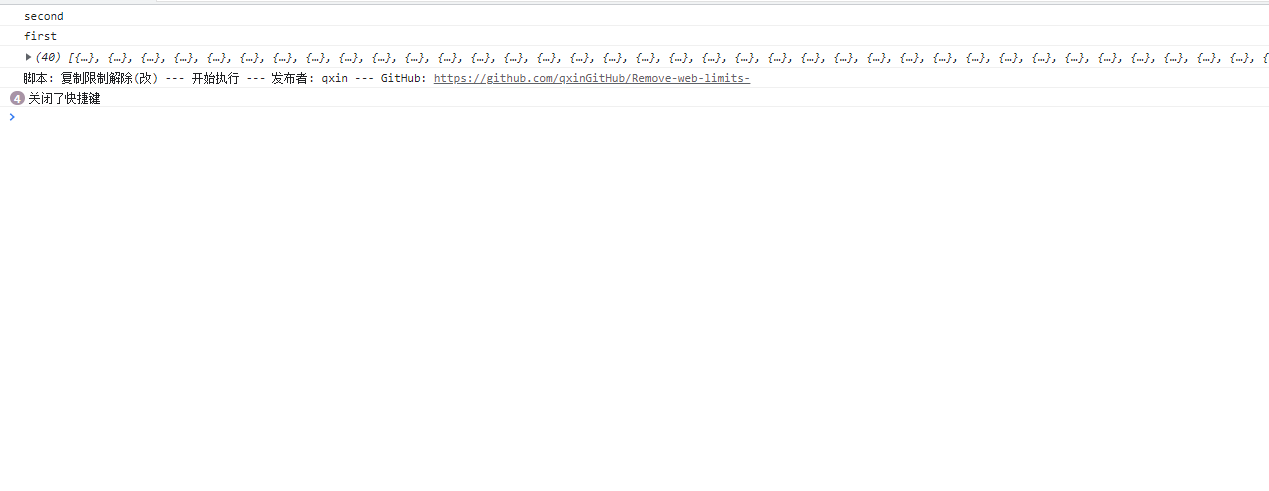 second
first
(40) [{…}, {…}, {…}, {…}, {…}, {…}, {…}, {…}, {…}, {…}, {…}, {…}, {…}, {…}, {…}, {…}, {…}, {…}, {…}, {…}, {…}, {…}, {…}, {…}, {…}, {…}, {…}, {…}, {…}, {…}, {…}, {…}, {…}, {…}, {…}, {…}, {
脚本: 复制限制解除(改) --- 开始执行 --- 发布者: qxin --- GitHub: https://github.com/qxinGitHub/Remove-web-limits-
4 关闭了快捷键
>